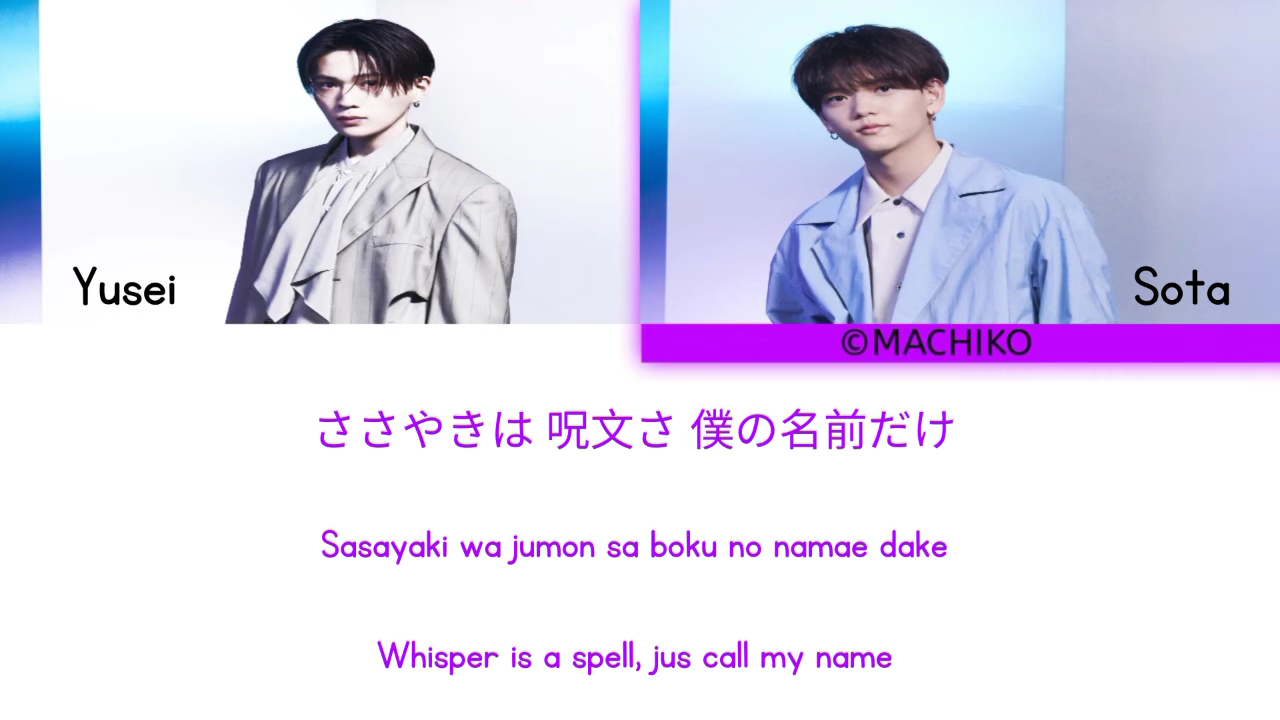 Yusei
Sota
©MACHIKO
ささやきは 呪文さ 僕の名前だけ
Sasayaki wa jumon sa boku no namae dake
Whisper is a spell, jus call my name